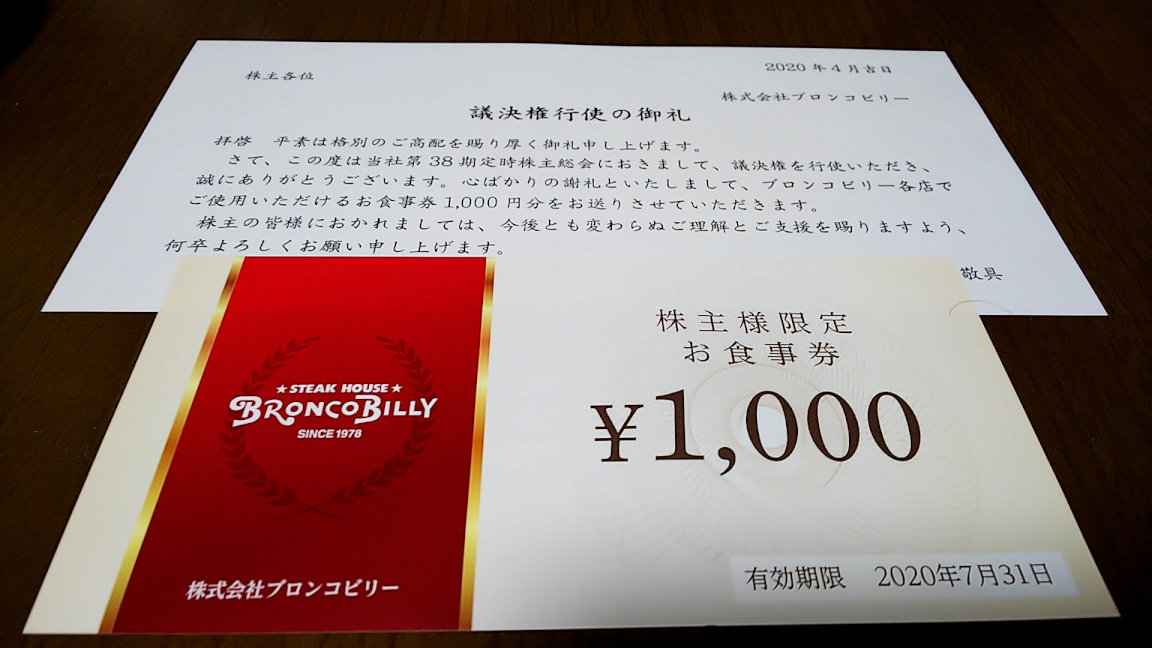 2020年4月吉日
株主各位
株式会社ブロンコビリー
議決権行使の御礼
拝啓 平素は格別のご高配を賜り厚く御礼申し上げます。
さて、この度は当社第38期定時株主総会におきまして、議決権を行使いただき、
誠にありがとうございます。心ばかりの謝礼といたしまして、ブロンコビリー各店で
ご使用いただけるお食事券1,000円分をお送りさせていただきます。
株主の皆様におかれましては、今後とも変わらぬご理解とご支援を賜りますよう、
何卒よろしくお願い申し上げます。
敬具
★STEAK HOUSE★
BRONCOBILLY
SINCE 1978
株式会社ブロンコビリー
株主様限定
お食事券
¥1,000
有効期限 2020年7月31日